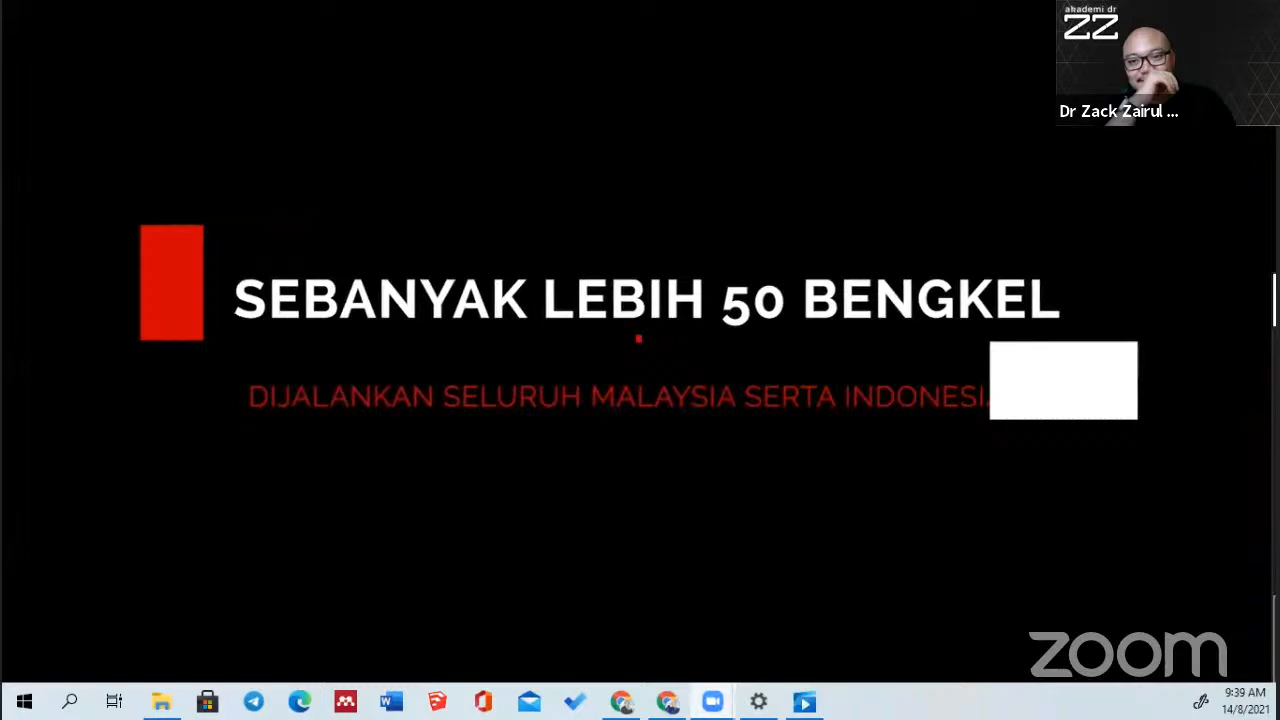 akademi dr
ZZ
Dr Zack Zairul ...
SEBANYAK LEBIH 50 BENGKEL
DIJALANKAN SELURUH MALAYSIA SERTA INDONESIA
zoom
9:39 AM
14/8/2021